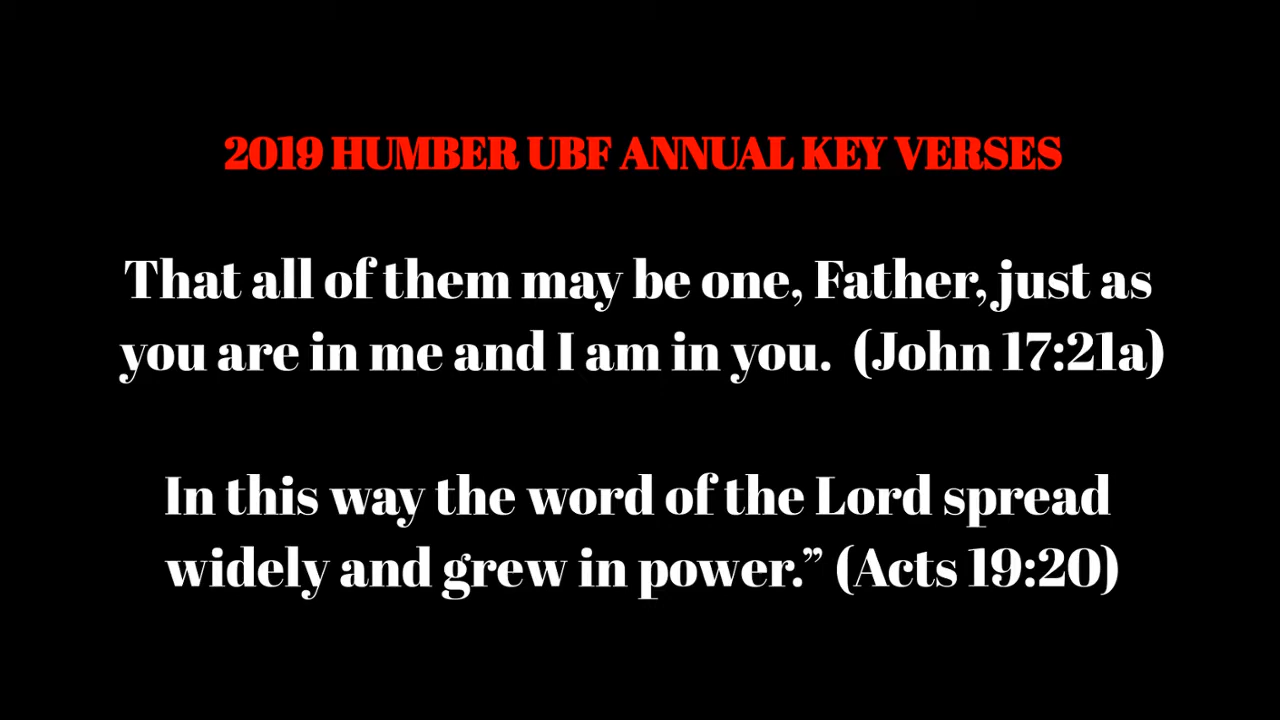 2019 HUMBER UBF ANNUAL KEY VERSES
That all of them may be one, Father, just as
you are in me and I am in you.  (John 17:21a)
In this way the word of the Lord spread
widely and grew in power.” (Acts 19:20)